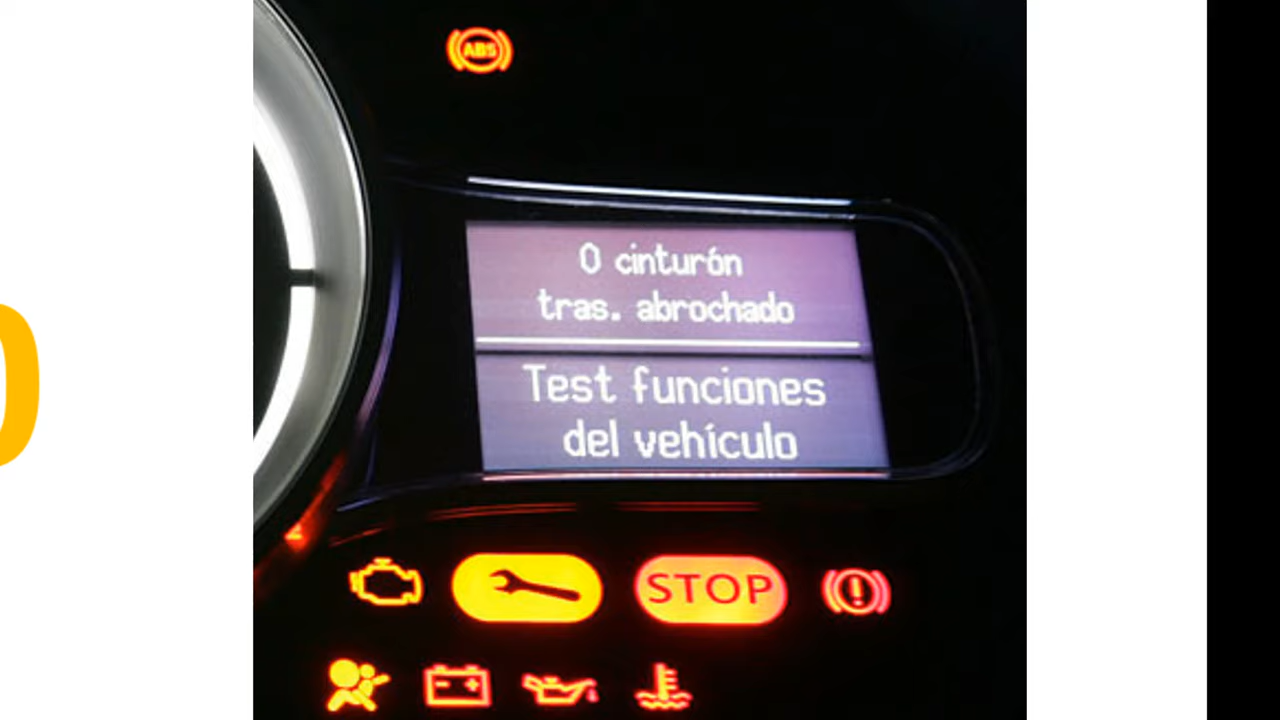 ABS
0 cinturón
tras. abrochado
Test funciones
del vehículo
STOP